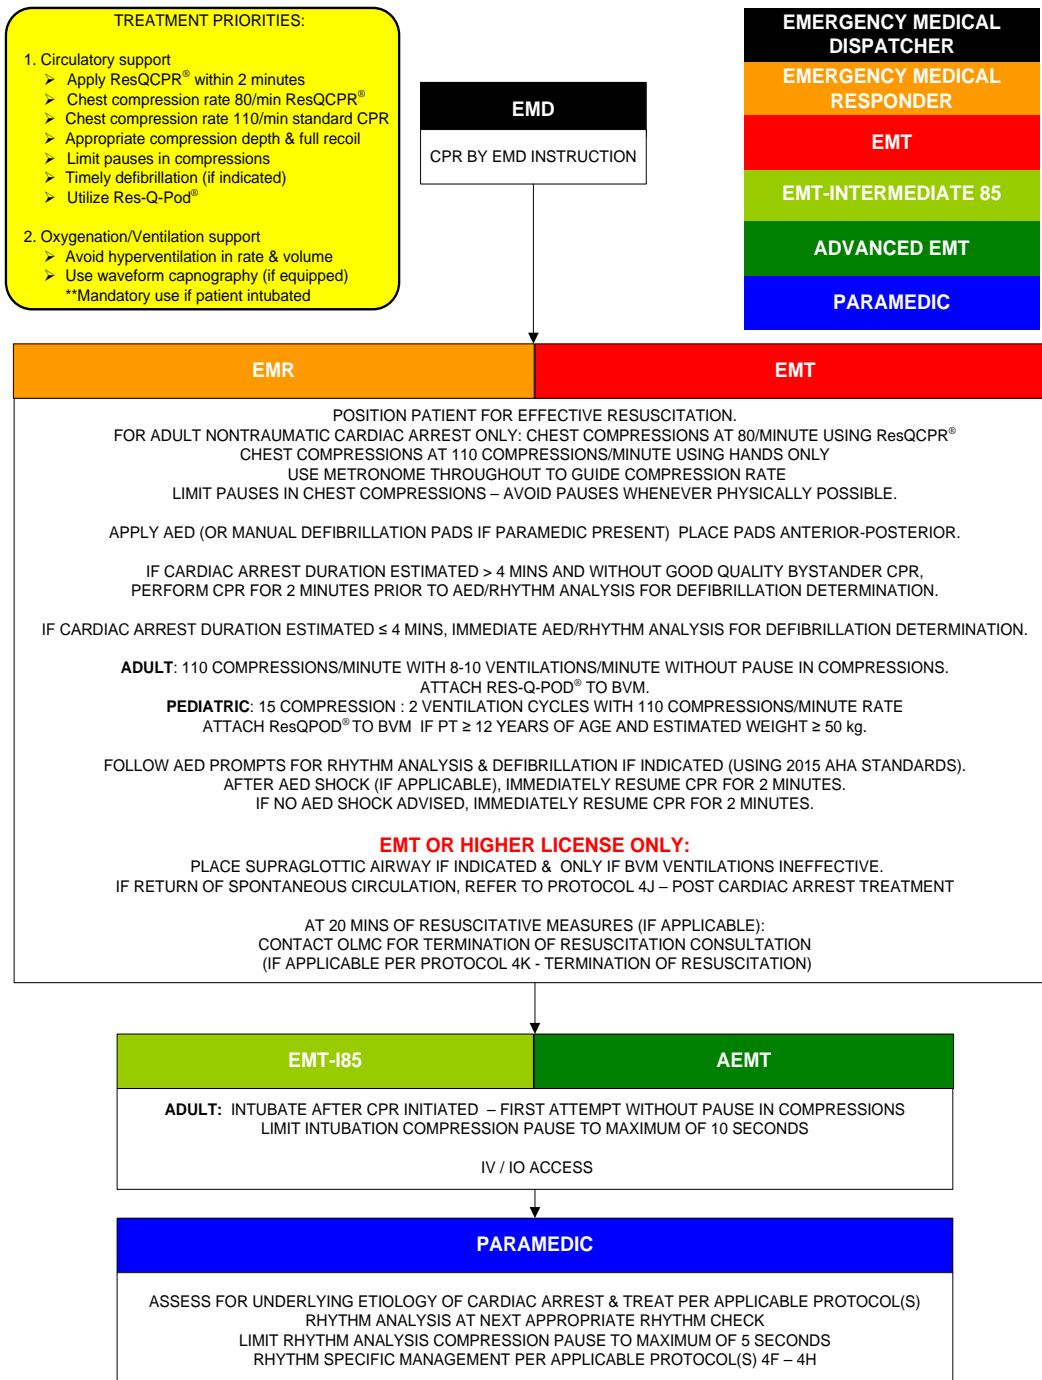 TREATMENT PRIORITIES:
1. Circulatory support
➢ Apply ResQCPR® within 2 minutes
➢ Chest compression rate 80/min ResQCPR®
➢ Chest compression rate 110/min standard CPR
➢ Appropriate compression depth & full recoil
➢ Limit pauses in compressions
➢ Timely defibrillation (if indicated)
➢ Utilize Res-Q-Pod®
2. Oxygenation/Ventilation support
➢ Avoid hyperventilation in rate & volume
➢ Use waveform capnography (if equipped)
**Mandatory use if patient intubated
EMD
CPR BY EMD INSTRUCTION
EMERGENCY MEDICAL
DISPATCHER
EMERGENCY MEDICAL
RESPONDER
EMT
EMT-INTERMEDIATE 85
ADVANCED EMT
PARAMEDIC
EMR
EMT
POSITION PATIENT FOR EFFECTIVE RESUSCITATION.
FOR ADULT NONTRAUMATIC CARDIAC ARREST ONLY: CHEST COMPRESSIONS AT 80/MINUTE USING ResQCPR®
CHEST COMPRESSIONS AT 110 COMPRESSIONS/MINUTE USING HANDS ONLY
USE METRONOME THROUGHOUT TO GUIDE COMPRESSION RATE
LIMIT PAUSES IN CHEST COMPRESSIONS – AVOID PAUSES WHENEVER PHYSICALLY POSSIBLE.
APPLY AED (OR MANUAL DEFIBRILLATION PADS IF PARAMEDIC PRESENT) PLACE PADS ANTERIOR-POSTERIOR.
IF CARDIAC ARREST DURATION ESTIMATED > 4 MINS AND WITHOUT GOOD QUALITY BYSTANDER CPR,
PERFORM CPR FOR 2 MINUTES PRIOR TO AED/RHYTHM ANALYSIS FOR DEFIBRILLATION DETERMINATION.
IF CARDIAC ARREST DURATION ESTIMATED ≤ 4 MINS, IMMEDIATE AED/RHYTHM ANALYSIS FOR DEFIBRILLATION DETERMINATION.
ADULT: 110 COMPRESSIONS/MINUTE WITH 8-10 VENTILATIONS/MINUTE WITHOUT PAUSE IN COMPRESSIONS.
ATTACH RES-Q-POD® TO BVM.
PEDIATRIC: 15 COMPRESSION : 2 VENTILATION CYCLES WITH 110 COMPRESSIONS/MINUTE RATE
ATTACH ResQPOD® TO BVM IF PT ≥ 12 YEARS OF AGE AND ESTIMATED WEIGHT ≥ 50 kg.
FOLLOW AED PROMPTS FOR RHYTHM ANALYSIS & DEFIBRILLATION IF INDICATED (USING 2015 AHA STANDARDS).
AFTER AED SHOCK (IF APPLICABLE), IMMEDIATELY RESUME CPR FOR 2 MINUTES.
IF NO AED SHOCK ADVISED, IMMEDIATELY RESUME CPR FOR 2 MINUTES.
EMT OR HIGHER LICENSE ONLY:
PLACE SUPRAGLOTTIC AIRWAY IF INDICATED & ONLY IF BVM VENTILATIONS INEFFECTIVE.
IF RETURN OF SPONTANEOUS CIRCULATION, REFER TO PROTOCOL 4J – POST CARDIAC ARREST TREATMENT
AT 20 MINS OF RESUSCITATIVE MEASURES (IF APPLICABLE):
CONTACT OLMC FOR TERMINATION OF RESUSCITATION CONSULTATION
(IF APPLICABLE PER PROTOCOL 4K - TERMINATION OF RESUSCITATION)
EMT-I85
AEMT
ADULT: INTUBATE AFTER CPR INITIATED – FIRST ATTEMPT WITHOUT PAUSE IN COMPRESSIONS
LIMIT INTUBATION COMPRESSION PAUSE TO MAXIMUM OF 10 SECONDS
IV / IO ACCESS
PARAMEDIC
ASSESS FOR UNDERLYING ETIOLOGY OF CARDIAC ARREST & TREAT PER APPLICABLE PROTOCOL(S)
RHYTHM ANALYSIS AT NEXT APPROPRIATE RHYTHM CHECK
LIMIT RHYTHM ANALYSIS COMPRESSION PAUSE TO MAXIMUM OF 5 SECONDS
RHYTHM SPECIFIC MANAGEMENT PER APPLICABLE PROTOCOL(S) 4F – 4H